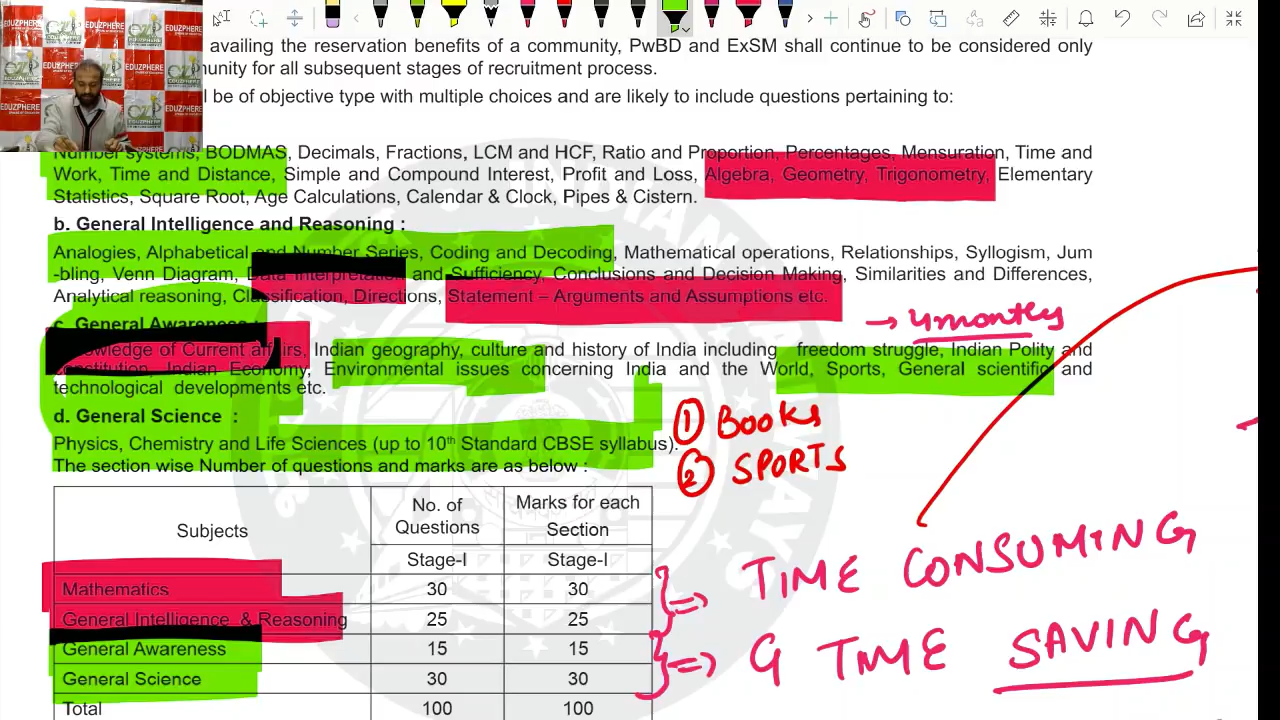 EDUZPHERE
availing the reservation benefits of a community, PwBD and ExSM shall continue to be considered only
nunity for all subsequent stages of recruitment process.
l be of objective type with multiple choices and are likely to include questions pertaining to:
Number systems, BODMAS, Decimals, Fractions, LCM and HCF, Ratio and Proportion, Percentages, Mensuration, Time and
Work, Time and Distance, Simple and Compound Interest, Profit and Loss, Algebra, Geometry, Trigonometry, Elementary
Statistics, Square Root, Age Calculations, Calendar & Clock, Pipes & Cistern.
b. General Intelligence and Reasoning :
Analogies, Alphabetical and Number Series, Coding and Decoding, Mathematical operations, Relationships, Syllogism, Jum
-bling, Venn Diagram, Data Interpretation and Sufficiency, Conclusions and Decision Making, Similarities and Differences,
Analytical reasoning, Classification, Directions, Statement – Arguments and Assumptions etc.
→ 4 months
c. General Awareness
Knowledge of Current affairs, Indian geography, culture and history of India including freedom struggle, Indian Polity and
Constitution, Indian Economy, Environmental issues concerning India and the World, Sports, General scientific and
technological developments etc.
d. General Science :
Physics, Chemistry and Life Sciences (up to 10th Standard CBSE syllabus).
① BOOKS
② SPORTS
The section wise Number of questions and marks are as below :
Subjects No. of Questions Marks for each Section
Stage-I Stage-I
Mathematics 30 30
General Intelligence & Reasoning 25 25
General Awareness 15 15
General Science 30 30
Total 100 100
} => TIME CONSUMING
} => G TIME SAVING